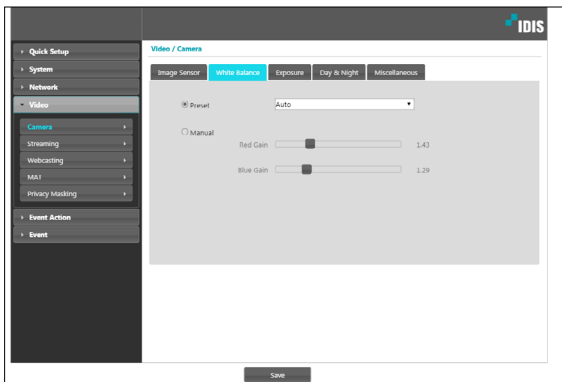 IDIS
Quick Setup
System
Network
Video
Camera
Streaming
Webcasting
MAT
Privacy Masking
Event Action
Event
Video / Camera
Image Sensor White Balance Exposure Day & Night Miscellaneous
Preset Auto
Manual
Red Gain 1.43
Blue Gain 1.29
Save